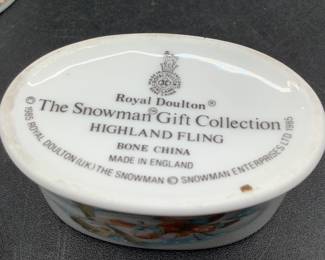 Royal Doulton®
The Snowman™ Gift Collection
HIGHLAND FLING
BONE CHINA
MADE IN ENGLAND
© 1985 ROYAL DOULTON (UK) THE SNOWMAN © SNOWMAN ENTERPRISES LTD 1985